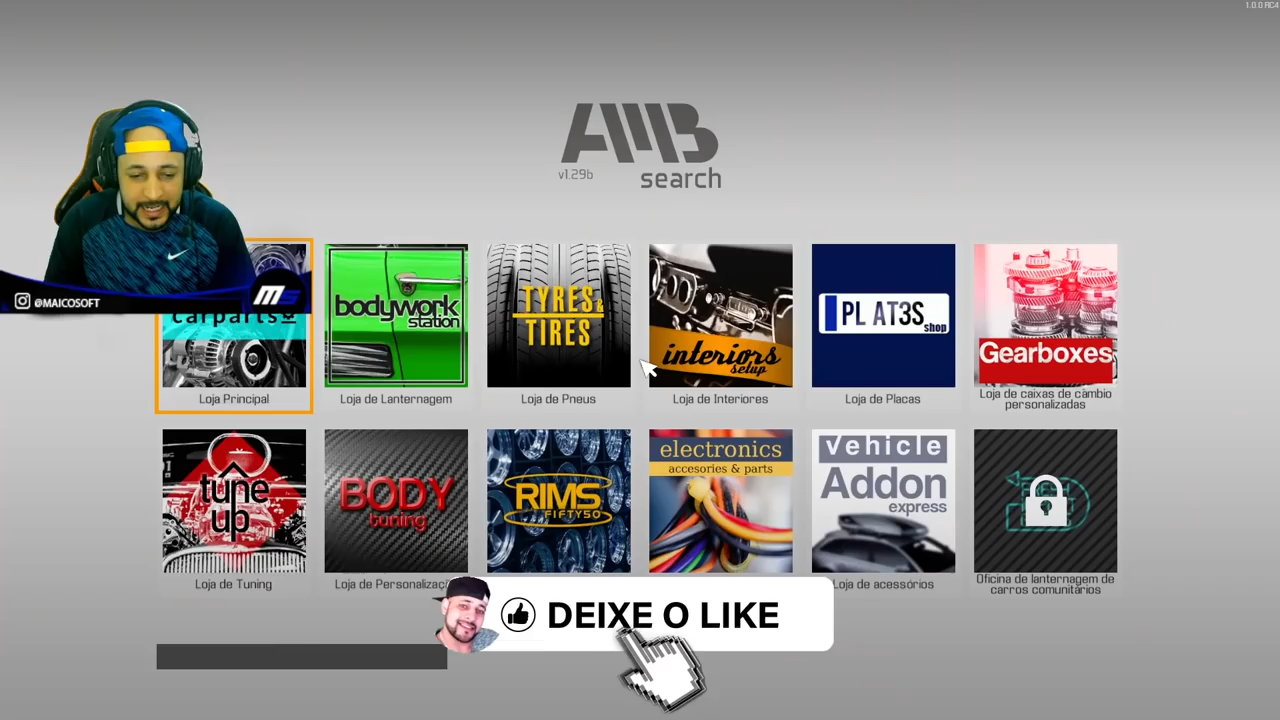 1.0.0 RC4
AMB
v1.29b
search
@MAICOSOFT
MS
carparts
bodywork
station
TYRES &
TIRES
interiors
setup
PL AT3S
shop
Gearboxes
Loja Principal
Loja de Lanternagem
Loja de Pneus
Loja de Interiores
Loja de Placas
Loja de caixas de câmbio
personalizadas
tune
up
BODY
tuning
RIMS
FIFTY50
electronics
accesories & parts
vehicle
Addon
express
Loja de Tuning
Loja de acessórios
Oficina de lanternagem de
carros comunitários
DEIXE O LIKE